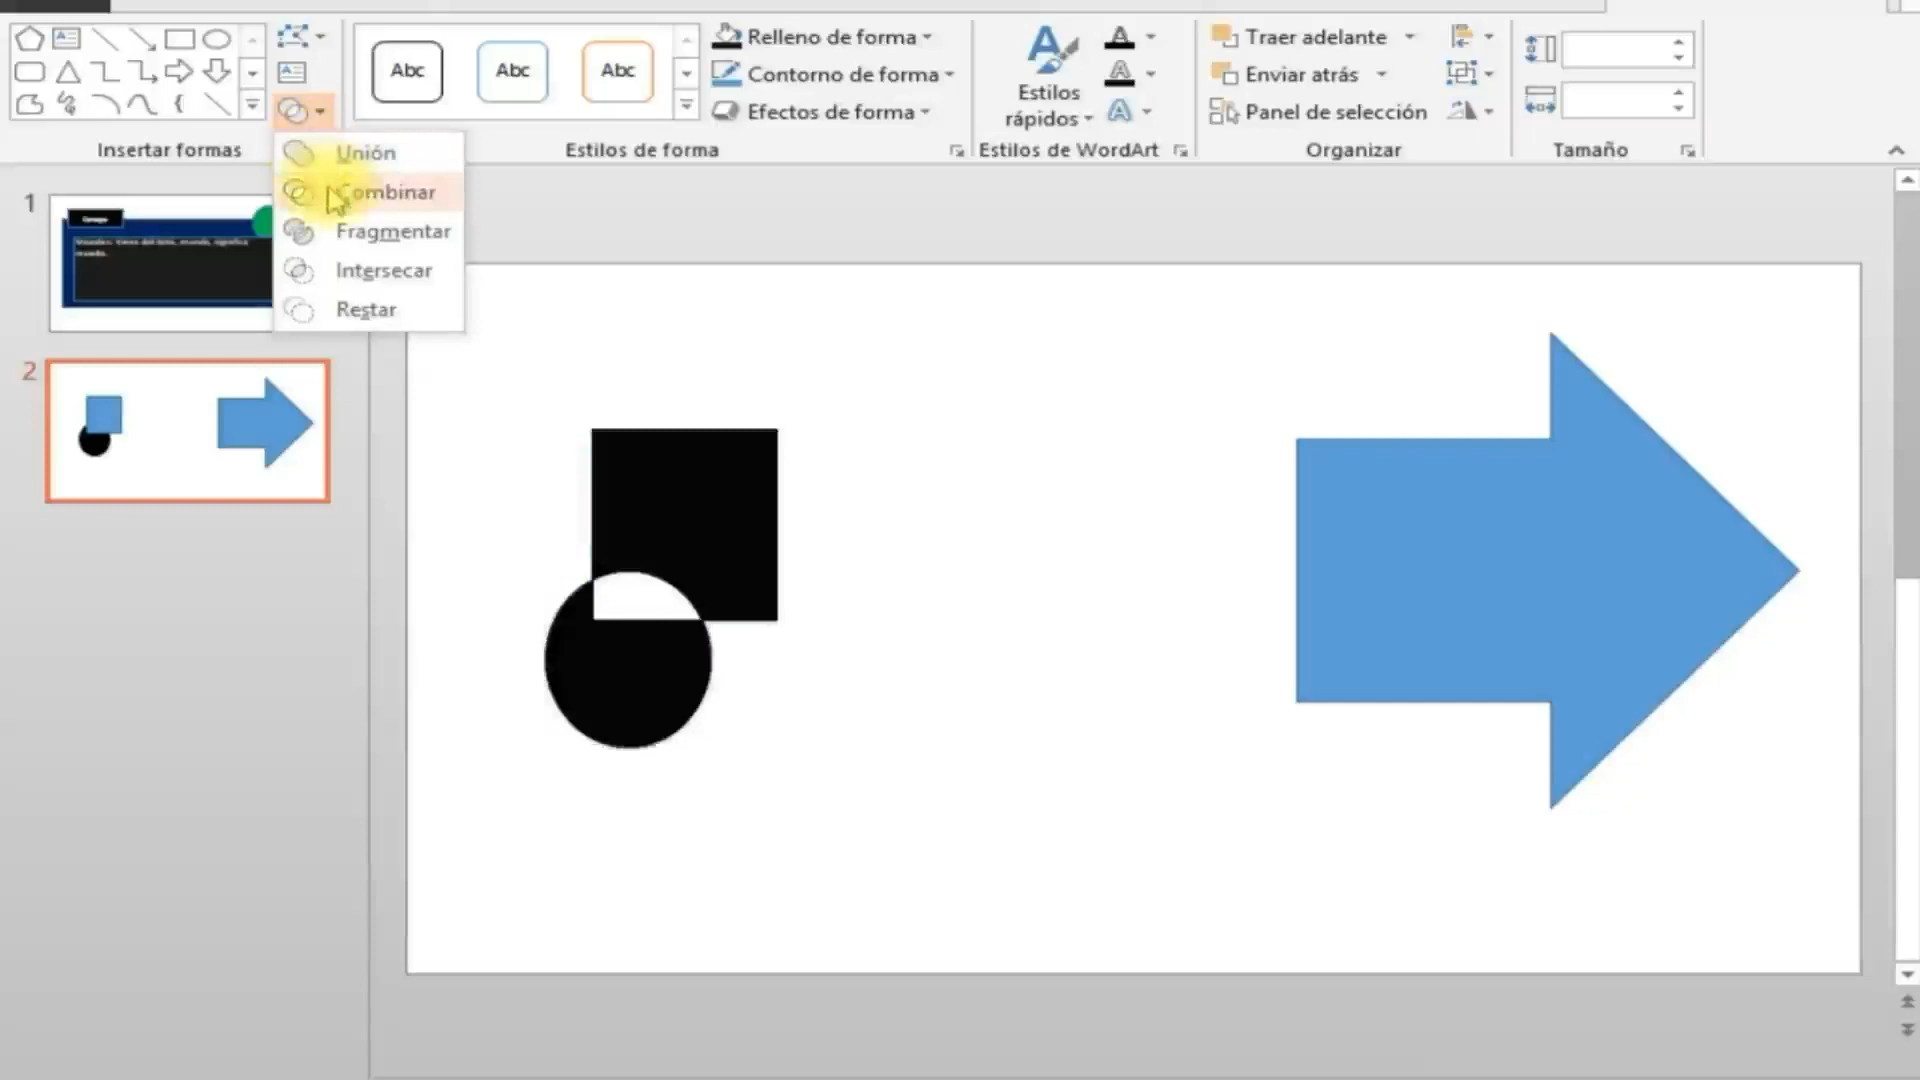 Abc
Abc
Abc
Relleno de forma
Contorno de forma
Efectos de forma
Estilos
rápidos
Traer adelante
Enviar atrás
Panel de selección
Insertar formas
Estilos de forma
Estilos de WordArt
Organizar
Tamaño
Unión
Combinar
Fragmentar
Intersecar
Restar
1
2